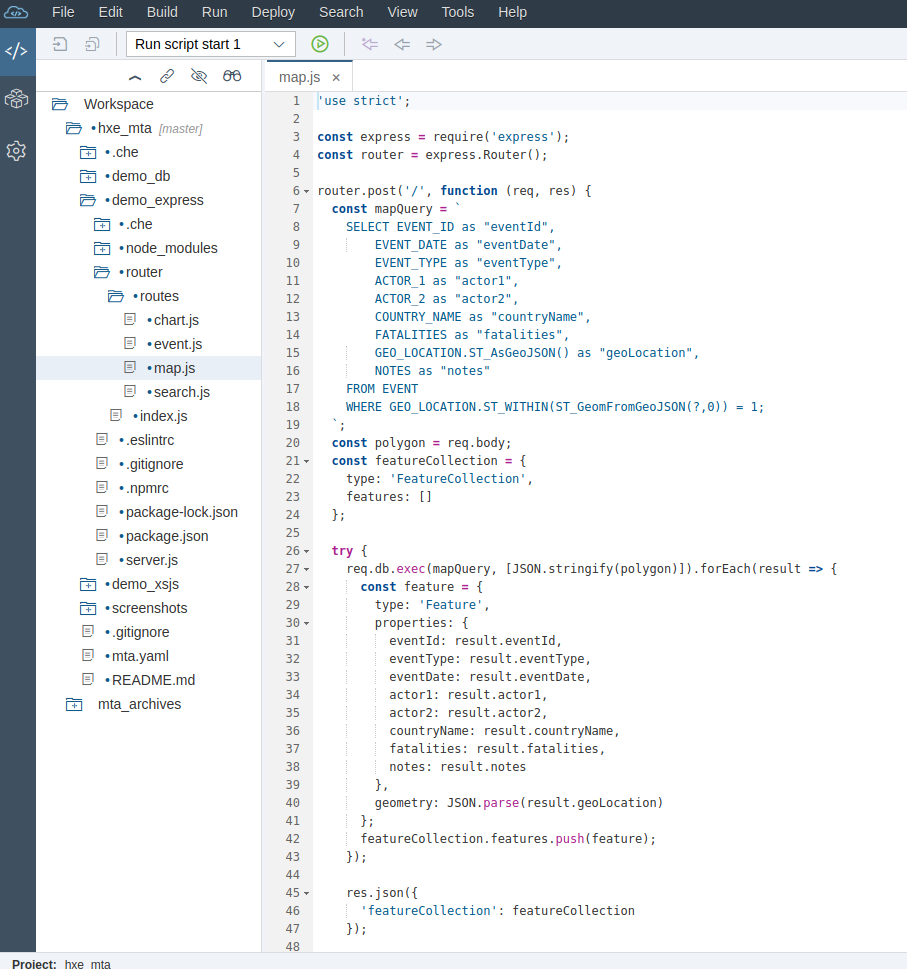 File Edit Build Run Deploy Search View Tools Help
Run script start 1
map.js ×
Workspace
hxe_mta [master]
.che
demo_db
demo_express
.che
node_modules
router
routes
chart.js
event.js
map.js
search.js
index.js
.eslintrc
.gitignore
.npmrc
package-lock.json
package.json
server.js
demo_xsjs
screenshots
.gitignore
mta.yaml
README.md
mta_archives
1 'use strict';
2
3 const express = require('express');
4 const router = express.Router();
5
6 router.post('/', function (req, res) {
7 const mapQuery = `
8 SELECT EVENT_ID as "eventId",
9 EVENT_DATE as "eventDate",
10 EVENT_TYPE as "eventType",
11 ACTOR_1 as "actor1",
12 ACTOR_2 as "actor2",
13 COUNTRY_NAME as "countryName",
14 FATALITIES as "fatalities",
15 GEO_LOCATION.ST_AsGeoJSON() as "geoLocation",
16 NOTES as "notes"
17 FROM EVENT
18 WHERE GEO_LOCATION.ST_WITHIN(ST_GeomFromGeoJSON(?,0)) = 1;
19 `;
20 const polygon = req.body;
21 const featureCollection = {
22 type: 'FeatureCollection',
23 features: []
24 };
25
26 try {
27 req.db.exec(mapQuery, [JSON.stringify(polygon)]).forEach(result => {
28 const feature = {
29 type: 'Feature',
30 properties: {
31 eventId: result.eventId,
32 eventType: result.eventType,
33 eventDate: result.eventDate,
34 actor1: result.actor1,
35 actor2: result.actor2,
36 countryName: result.countryName,
37 fatalities: result.fatalities,
38 notes: result.notes
39 },
40 geometry: JSON.parse(result.geoLocation)
41 };
42 featureCollection.features.push(feature);
43 });
44
45 res.json({
46 'featureCollection': featureCollection
47 });
48
Project: hxe_mta